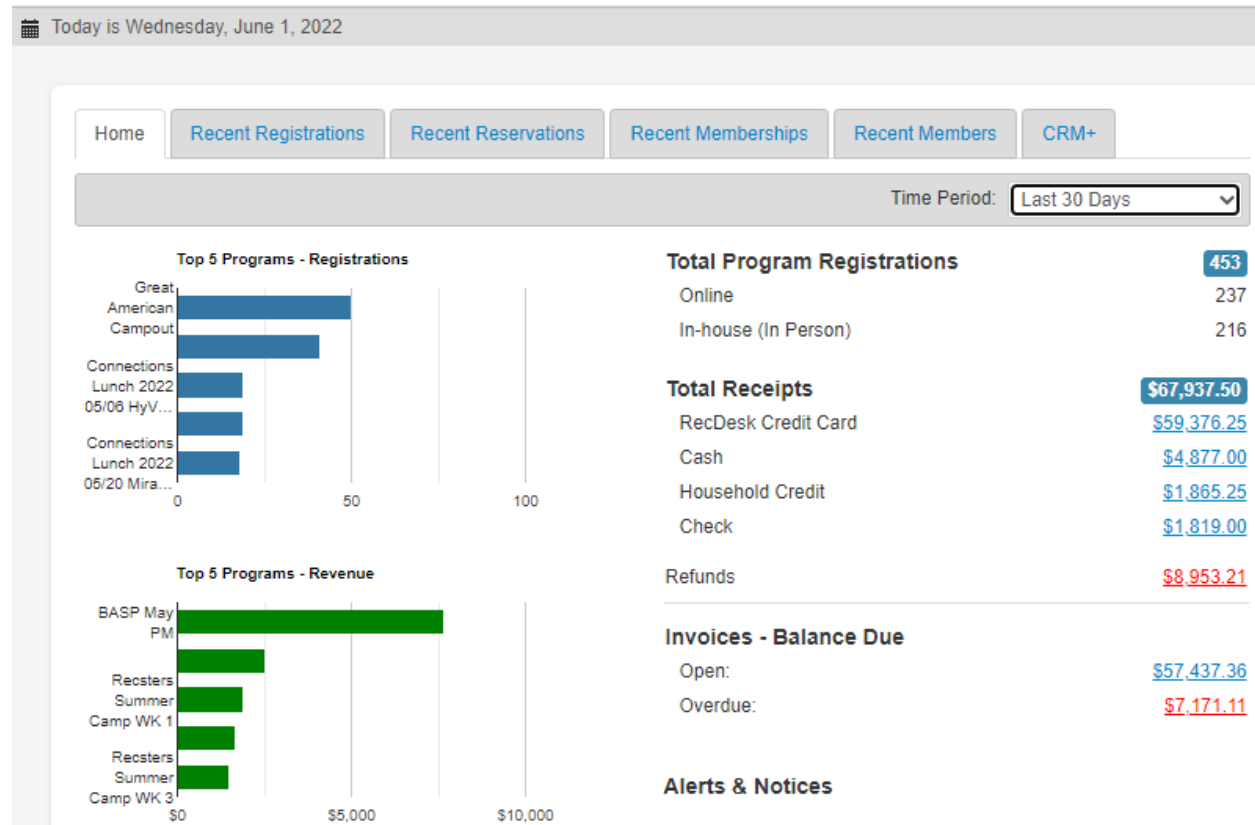 Today is Wednesday, June 1, 2022
Home
Recent Registrations
Recent Reservations
Recent Memberships
Recent Members
CRM+
Time Period:
Last 30 Days
Top 5 Programs - Registrations
Great
American
Campout
Connections
Lunch 2022
05/06 HyV...
Connections
Lunch 2022
05/20 Mira...
0
50
100
Top 5 Programs - Revenue
BASP May
PM
Recsters
Summer
Camp WK 1
Recsters
Summer
Camp WK 3
$0
$5,000
$10,000
Total Program Registrations 453
Online 237
In-house (In Person) 216
Total Receipts $67,937.50
RecDesk Credit Card $59,376.25
Cash $4,877.00
Household Credit $1,865.25
Check $1,819.00
Refunds $8,953.21
Invoices - Balance Due
Open: $57,437.36
Overdue: $7,171.11
Alerts & Notices